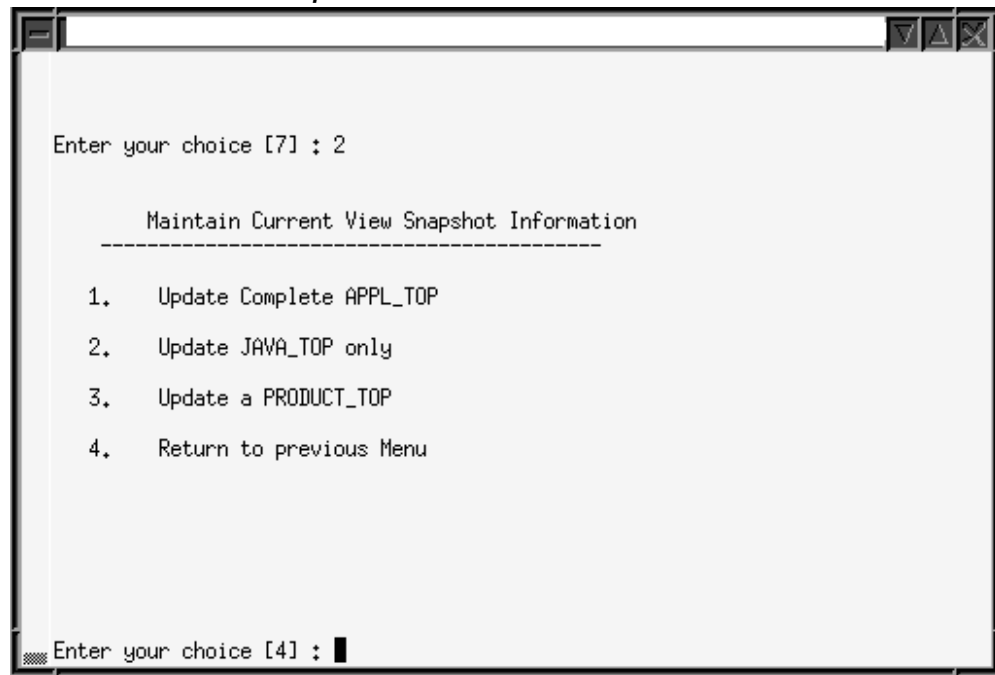 Enter your choice [7] : 2
Maintain Current View Snapshot Information
-------------------------------------------
1.    Update Complete APPL_TOP
2.    Update JAVA_TOP only
3.    Update a PRODUCT_TOP
4.    Return to previous Menu
Enter your choice [4] :